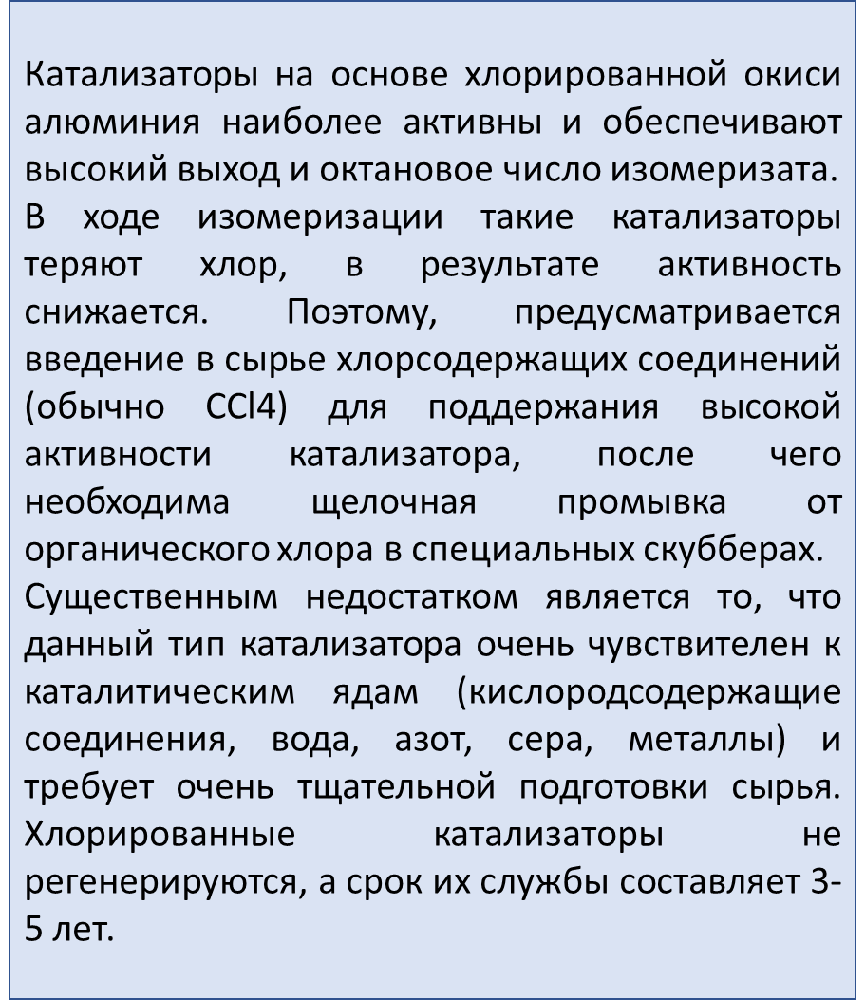 Катализаторы на основе хлорированной окиси
алюминия наиболее активны и обеспечивают
высокий выход и октановое число изомеризата.
В ходе изомеризации такие катализаторы
теряют хлор, в результате активность
снижается. Поэтому, предусматривается
введение в сырье хлорсодержащих соединений
(обычно CCl4) для поддержания высокой
активности катализатора, после чего
необходима щелочная промывка от
органического хлора в специальных скубберах.
Существенным недостатком является то, что
данный тип катализатора очень чувствителен к
каталитическим ядам (кислородсодержащие
соединения, вода, азот, сера, металлы) и
требует очень тщательной подготовки сырья.
Хлорированные катализаторы не
регенерируются, а срок их службы составляет 3-
5 лет.